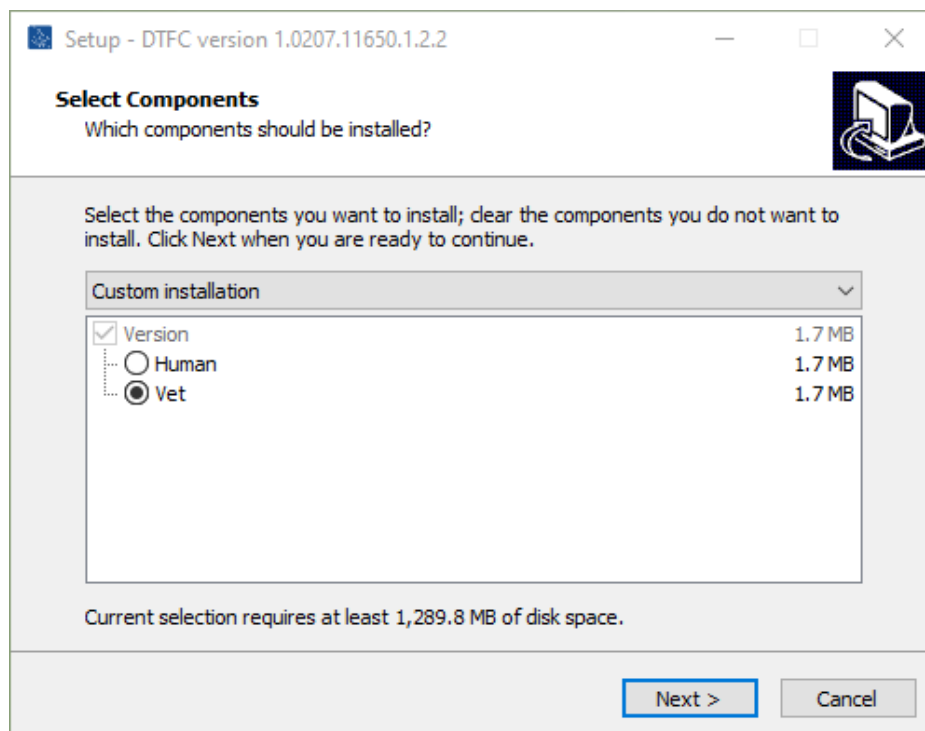 Setup - DTFC version 1.0207.11650.1.2.2
Select Components
Which components should be installed?
Select the components you want to install; clear the components you do not want to
install. Click Next when you are ready to continue.
Custom installation
Version 1.7 MB
Human 1.7 MB
Vet 1.7 MB
Current selection requires at least 1,289.8 MB of disk space.
Next > Cancel